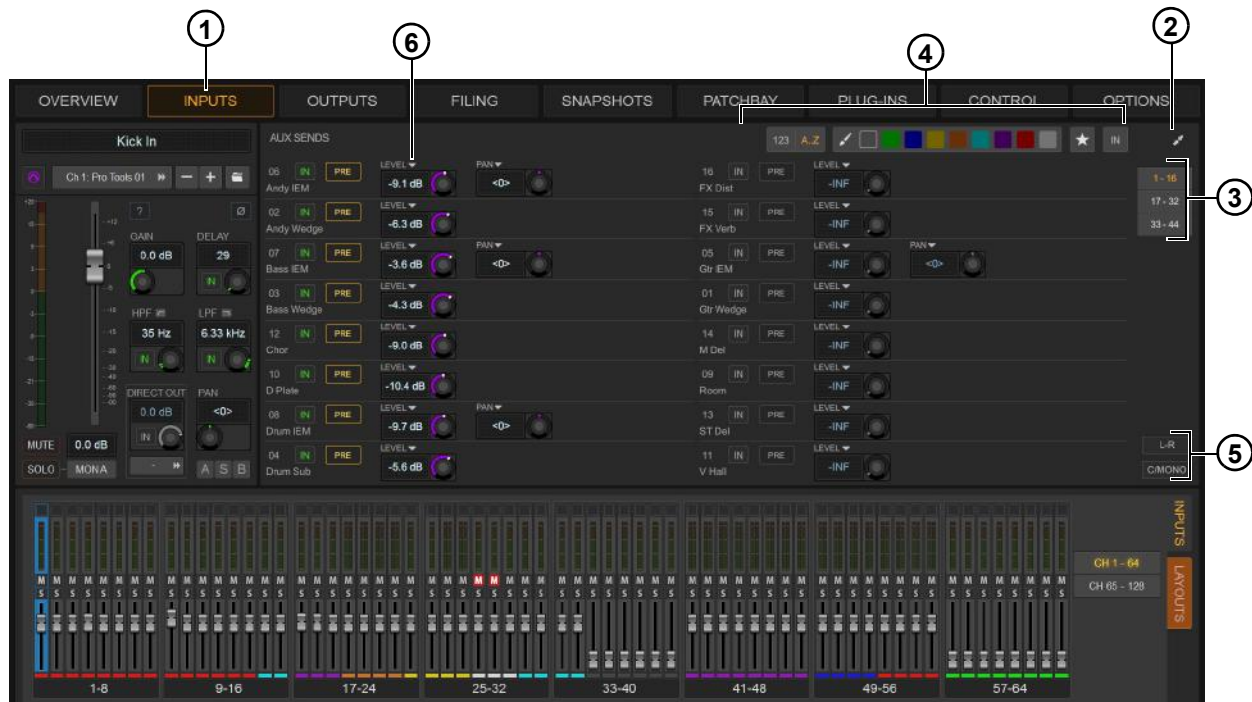 1
6
4
2
OVERVIEW
INPUTS
OUTPUTS
FILING
SNAPSHOTS
PATCHBAY
PLUG-INS
CONTROL
OPTIONS
Kick In
Ch 1: Pro Tools 01
GAIN
0.0 dB
DELAY
29
IN
HPF
35 Hz
IN
LPF
6.33 kHz
IN
DIRECT OUT
0.0 dB
IN
PAN
<0>
MUTE
0.0 dB
SOLO
MONA
A S B
AUX SENDS
123 A..Z
IN
06 IN PRE LEVEL -9.1 dB PAN <0>
Andy IEM
02 IN PRE LEVEL -6.3 dB
Andy Wedge
07 IN PRE LEVEL -3.6 dB PAN <0>
Bass IEM
03 IN PRE LEVEL -4.3 dB
Bass Wedge
12 IN PRE LEVEL -9.0 dB
Chor
10 IN PRE LEVEL -10.4 dB
D Plate
08 IN PRE LEVEL -9.7 dB PAN <0>
Drum IEM
04 IN PRE LEVEL -5.6 dB
Drum Sub
16 IN PRE LEVEL -INF
FX Dist
15 IN PRE LEVEL -INF
FX Verb
05 IN PRE LEVEL -INF PAN <0>
Gtr IEM
01 IN PRE LEVEL -INF
Gtr Wedge
14 IN PRE LEVEL -INF
M Del
09 IN PRE LEVEL -INF
Room
13 IN PRE LEVEL -INF
ST Del
11 IN PRE LEVEL -INF
V Hall
1 - 16
17 - 32
33 - 44
3
L-R
C/MONO
5
M M M M M M M M M M M M M M M M M M M M M M M M M M M M M M M M M M M M M M M M M M M M M M M M M M M M M M M M M M M M M M M M
S S S S S S S S S S S S S S S S S S S S S S S S S S S S S S S S S S S S S S S S S S S S S S S S S S S S S S S S S S S S S S S S
1-8
9-16
17-24
25-32
33-40
41-48
49-56
57-64
CH 1 - 64
CH 65 - 128
INPUTS
LAYOUTS